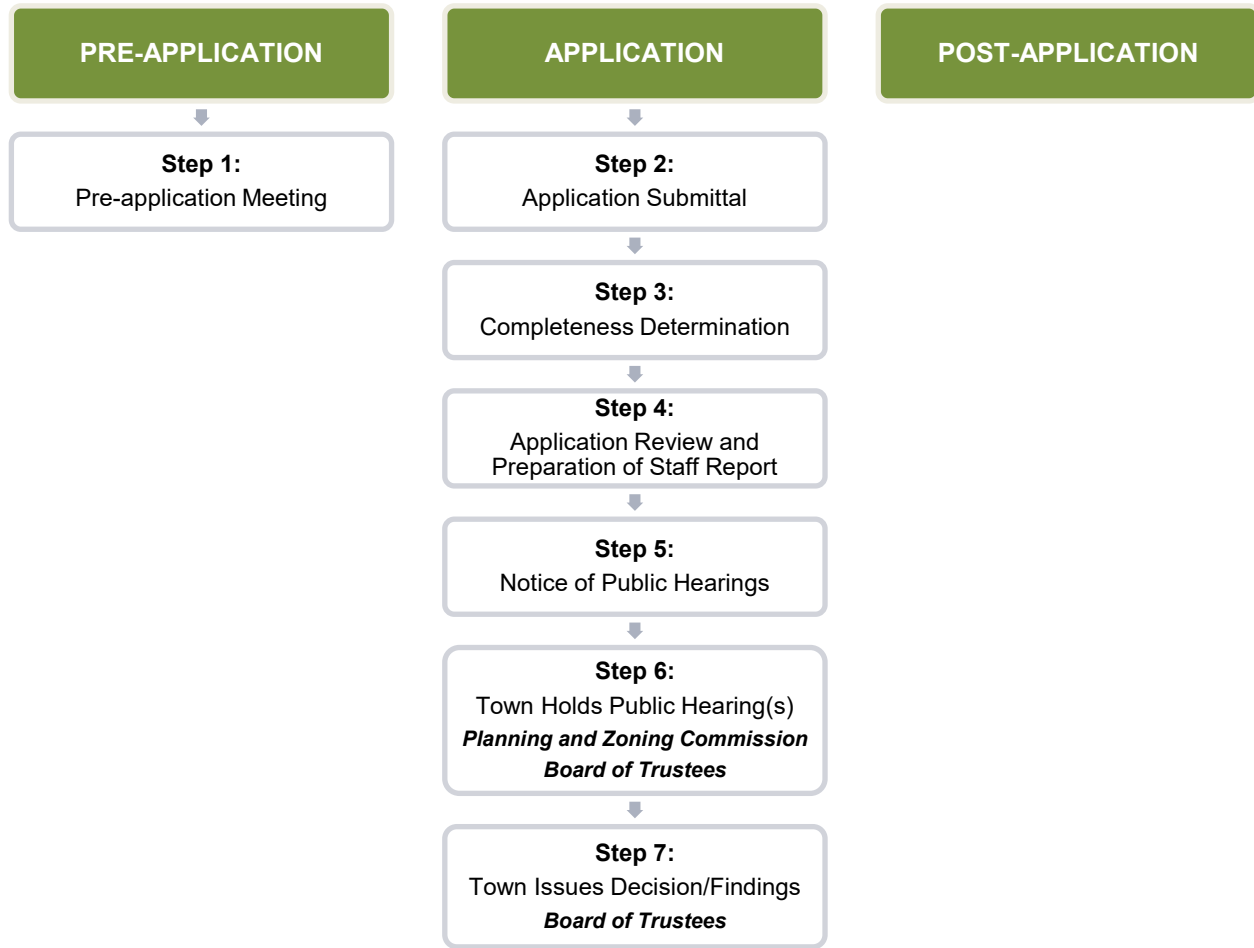 PRE-APPLICATION
Step 1:
Pre-application Meeting
APPLICATION
Step 2:
Application Submittal
Step 3:
Completeness Determination
Step 4:
Application Review and
Preparation of Staff Report
Step 5:
Notice of Public Hearings
Step 6:
Town Holds Public Hearing(s)
Planning and Zoning Commission
Board of Trustees
Step 7:
Town Issues Decision/Findings
Board of Trustees
POST-APPLICATION